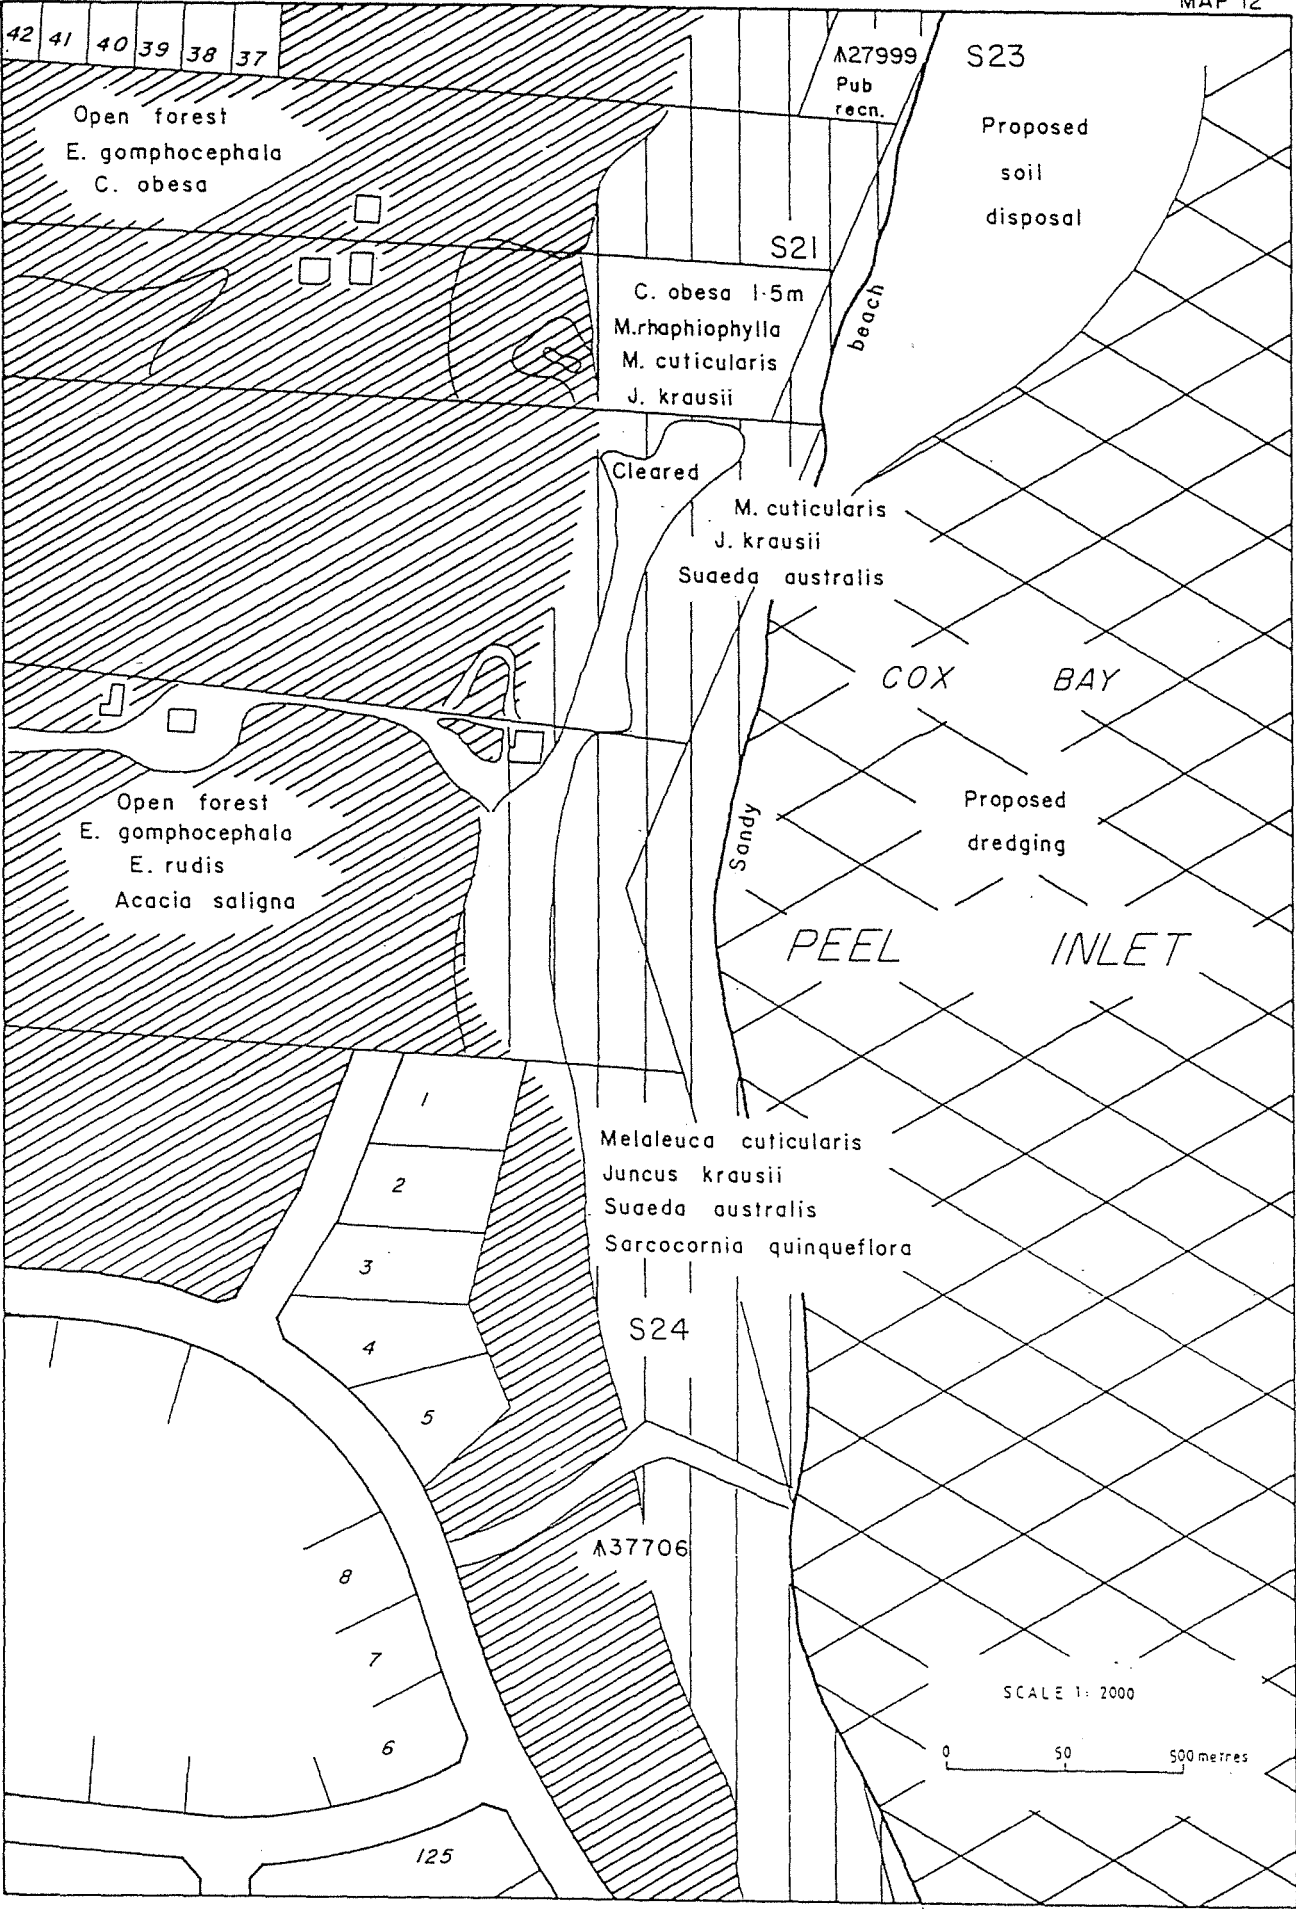 MAP 12
42 41 40 39 38 37
⩚27999
Pub
recn.
S23
Proposed
soil
disposal
Open forest
E. gomphocephala
C. obesa
S21
C. obesa 1·5m
M.rhaphiophylla
M. cuticularis
J. krausii
beach
Cleared
M. cuticularis
J. krausii
Suaeda australis
COX BAY
Open forest
E. gomphocephala
E. rudis
Acacia saligna
Sandy
Proposed
dredging
PEEL INLET
1
2
3
4
5
Melaleuca cuticularis
Juncus krausii
Suaeda australis
Sarcocornia quinqueflora
S24
⩚37706
8
7
6
125
SCALE 1: 2000
0 50 500 metres